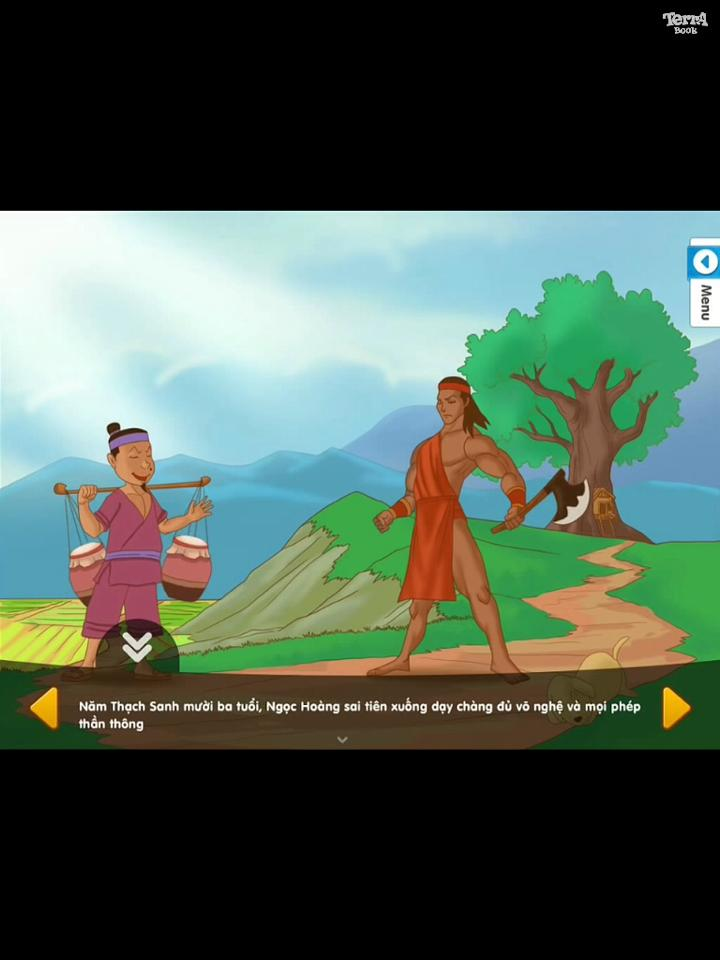 TerrA
Book
Menu
Năm Thạch Sanh mười ba tuổi, Ngọc Hoàng sai tiên xuống dạy chàng đủ võ nghệ và mọi phép
thần thông